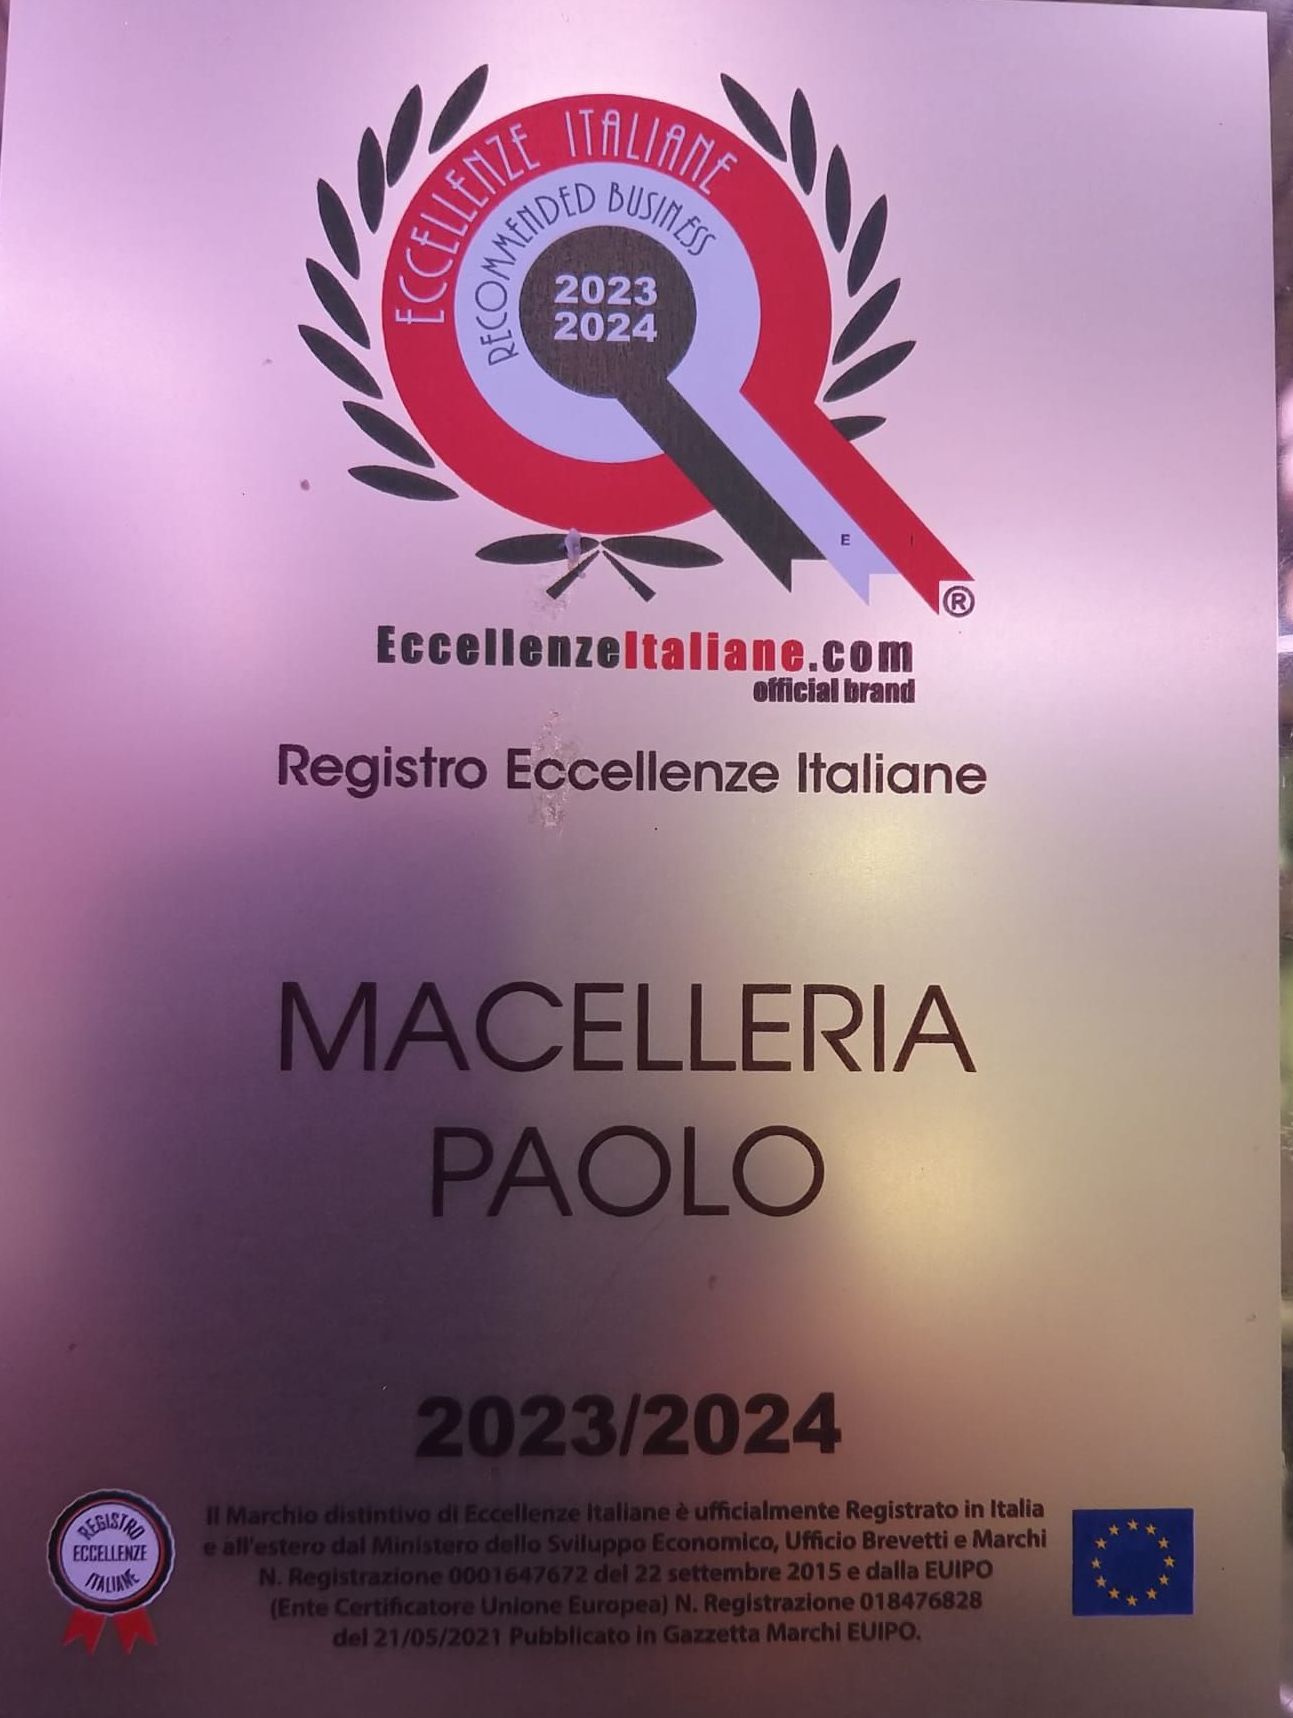 ECCELLENZE ITALIANE
RECOMMENDED BUSINESS
2023
2024
E I
®
EccellenzeItaliane.com
official brand
Registro Eccellenze Italiane
MACELLERIA
PAOLO
2023/2024
REGISTRO
ECCELLENZE
ITALIANE
Il Marchio distintivo di Eccellenze Italiane è ufficialmente Registrato in Italia
e all'estero dal Ministero dello Sviluppo Economico, Ufficio Brevetti e Marchi
N. Registrazione 0001647672 del 22 settembre 2015 e dalla EUIPO
(Ente Certificatore Unione Europea) N. Registrazione 018476828
del 21/05/2021 Pubblicato in Gazzetta Marchi EUIPO.